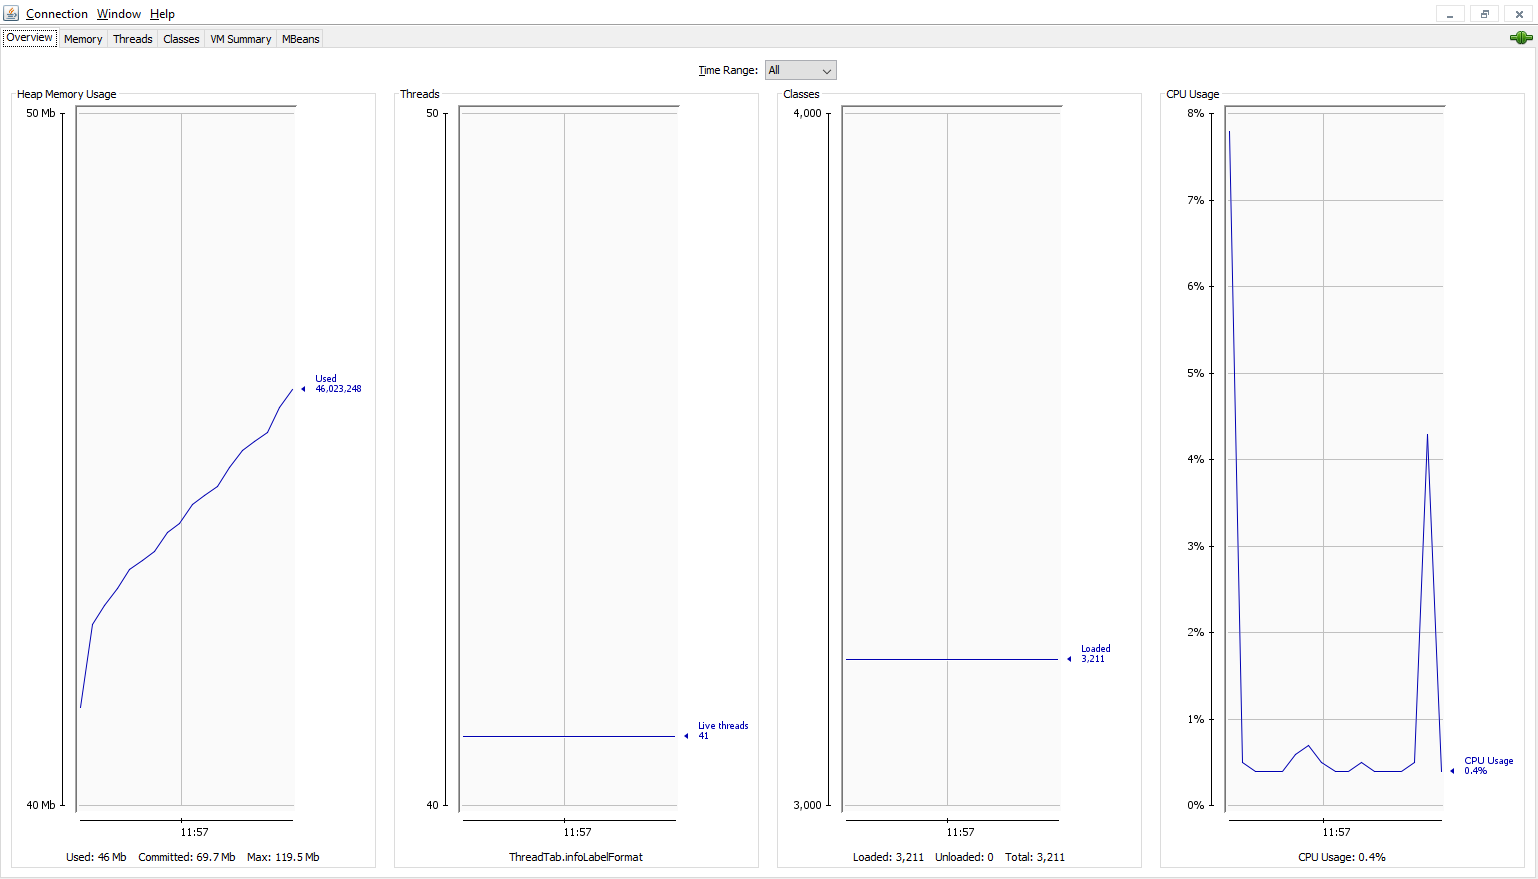 Connection Window Help
Overview Memory Threads Classes VM Summary MBeans
Time Range: All
Heap Memory Usage
50 Mb
40 Mb
Used
46,023,248
11:57
Used: 46 Mb Committed: 69.7 Mb Max: 119.5 Mb
Threads
50
40
Live threads
41
11:57
ThreadTab.infoLabelFormat
Classes
4,000
3,000
Loaded
3,211
11:57
Loaded: 3,211 Unloaded: 0 Total: 3,211
CPU Usage
8%
7%
6%
5%
4%
3%
2%
1%
0%
CPU Usage
0.4%
11:57
CPU Usage: 0.4%